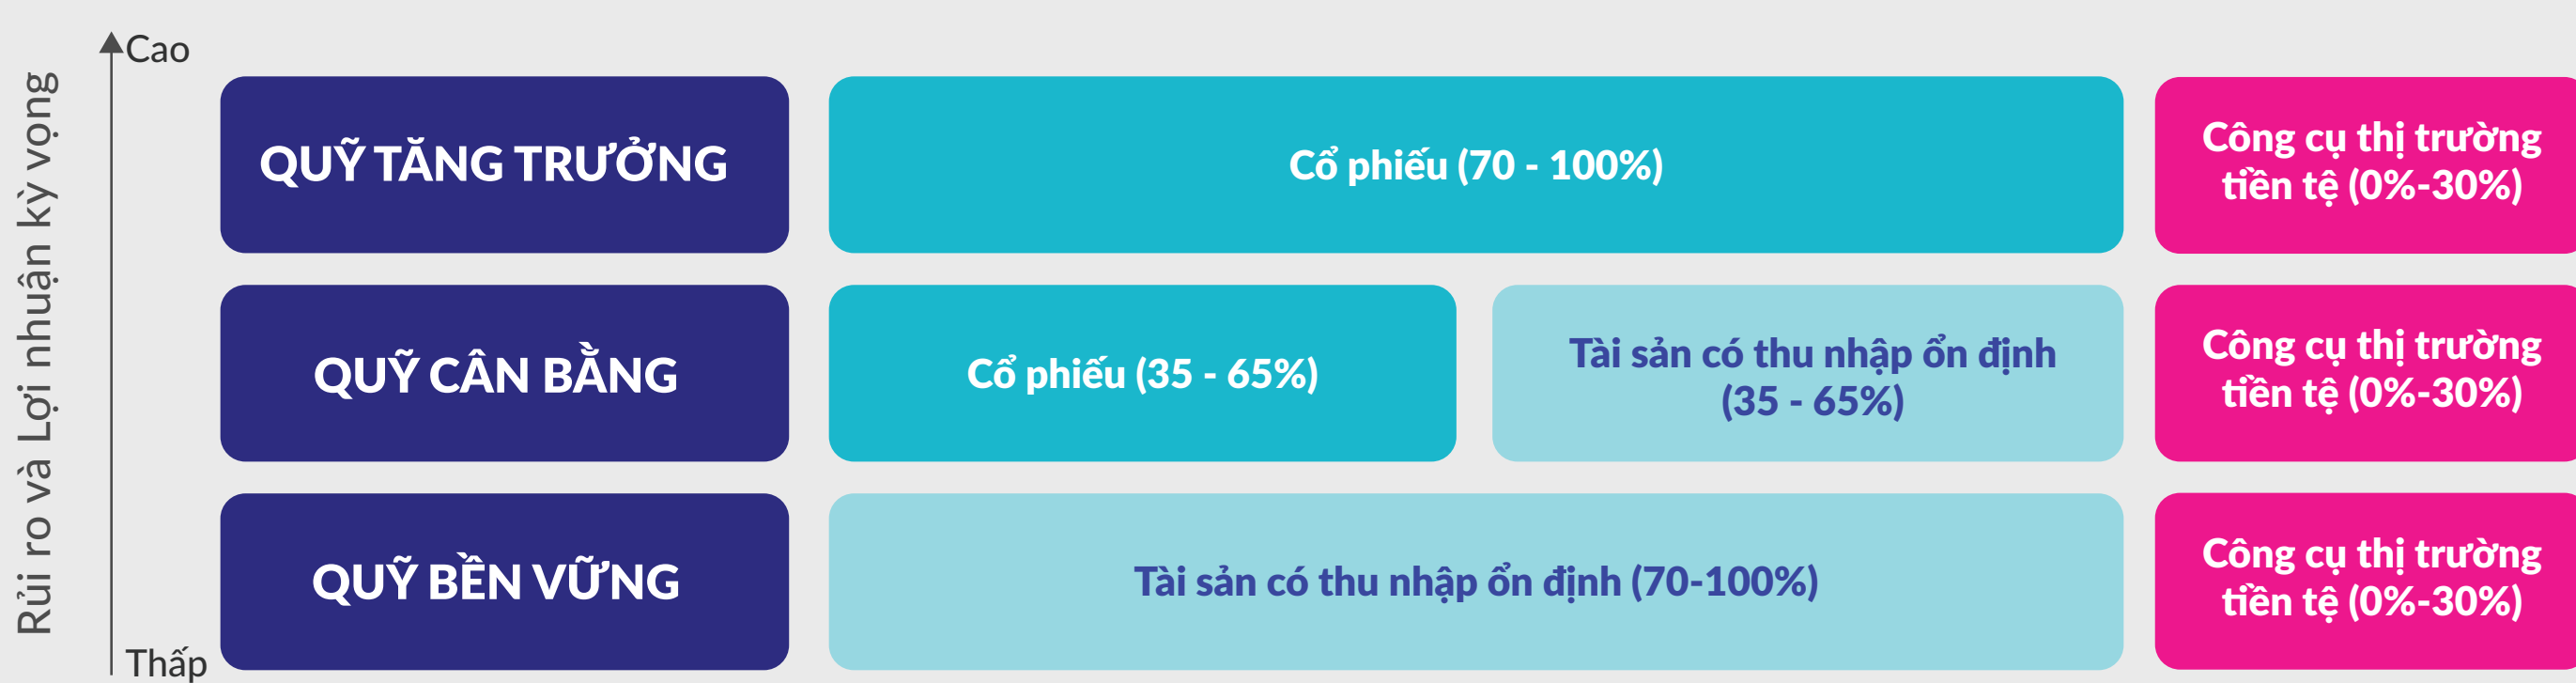 Rủi ro và Lợi nhuận kỳ vọng
Cao
QUỸ TĂNG TRƯỞNG
Cổ phiếu (70 - 100%)
Công cụ thị trường
tiền tệ (0%-30%)
QUỸ CÂN BẰNG
Cổ phiếu (35 - 65%)
Tài sản có thu nhập ổn định
(35 - 65%)
Công cụ thị trường
tiền tệ (0%-30%)
QUỸ BỀN VỮNG
Tài sản có thu nhập ổn định (70-100%)
Công cụ thị trường
tiền tệ (0%-30%)
Thấp